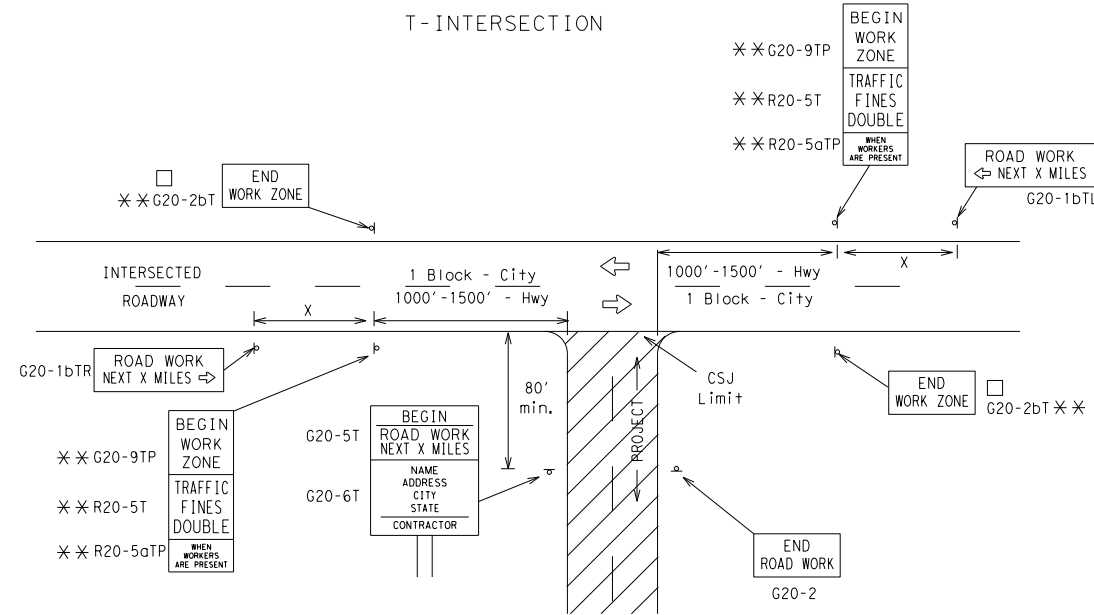 T-INTERSECTION
BEGIN
WORK
ZONE
TRAFFIC
FINES
DOUBLE
WHEN
WORKERS
ARE PRESENT
✳ ✳ G20-9TP
✳ ✳ R20-5T
✳ ✳ R20-5aTP
ROAD WORK
⇦ NEXT X MILES
G20-1bTL
END
WORK ZONE
□
✳ ✳ G20-2bT
INTERSECTED
ROADWAY
1 Block - City
1000'-1500' - Hwy
X
1000'-1500' - Hwy
1 Block - City
X
G20-1bTR
ROAD WORK
NEXT X MILES ⇨
80'
min.
CSJ
Limit
PROJECT
END
WORK ZONE
□
G20-2bT ✳ ✳
✳ ✳ G20-9TP
✳ ✳ R20-5T
✳ ✳ R20-5aTP
BEGIN
WORK
ZONE
TRAFFIC
FINES
DOUBLE
WHEN
WORKERS
ARE PRESENT
G20-5T
G20-6T
BEGIN
ROAD WORK
NEXT X MILES
NAME
ADDRESS
CITY
STATE
CONTRACTOR
END
ROAD WORK
G20-2